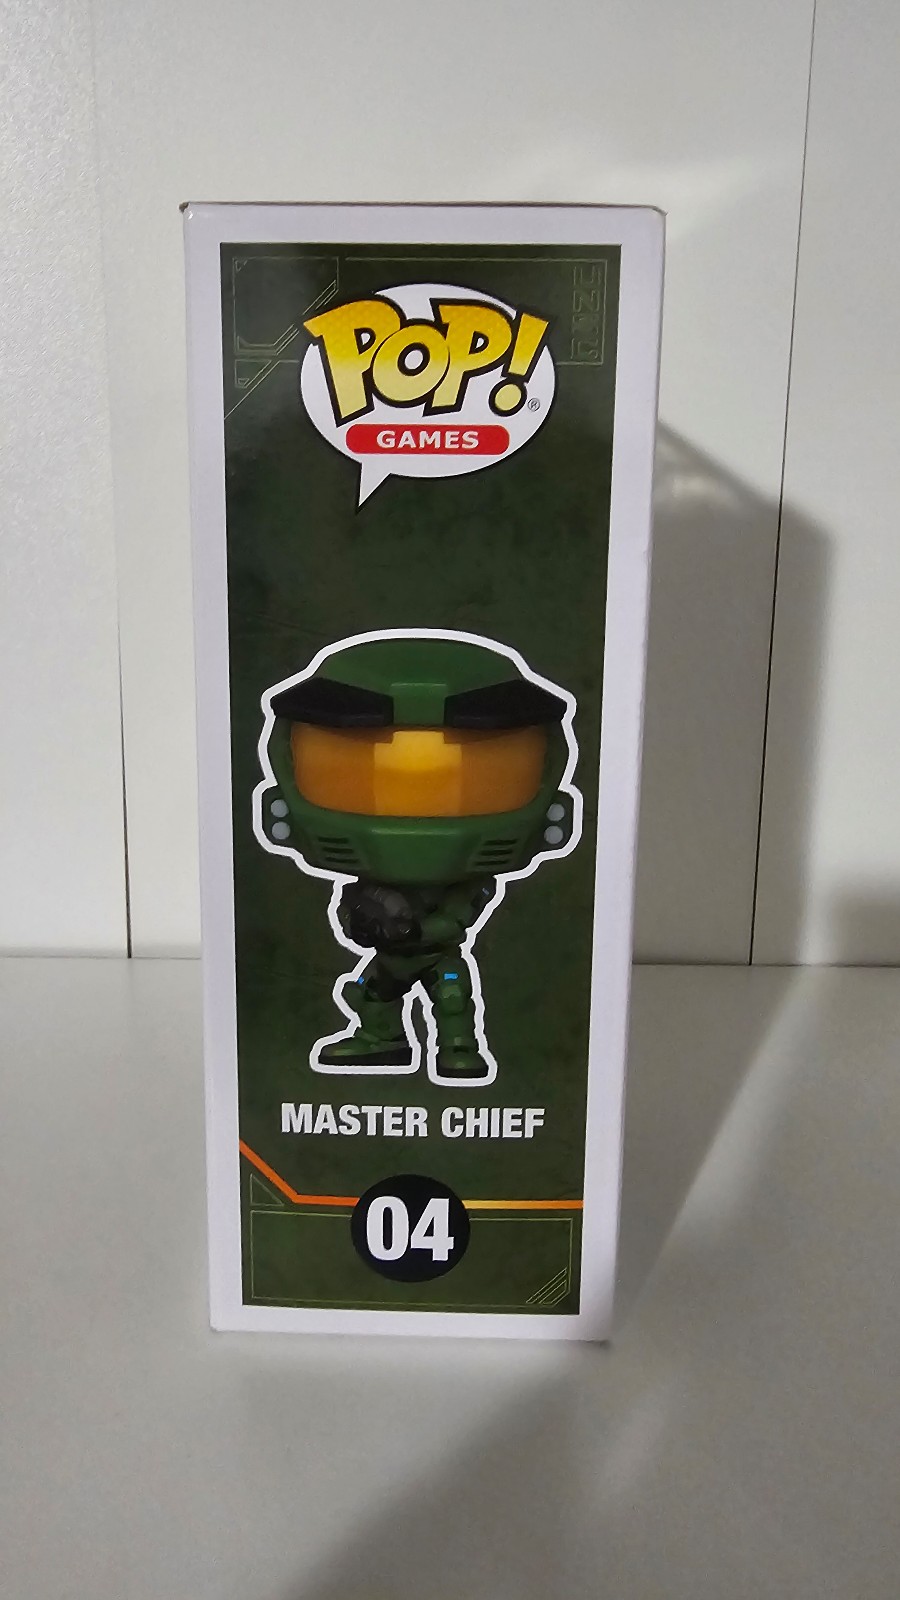 POP!
®
GAMES
MASTER CHIEF
04